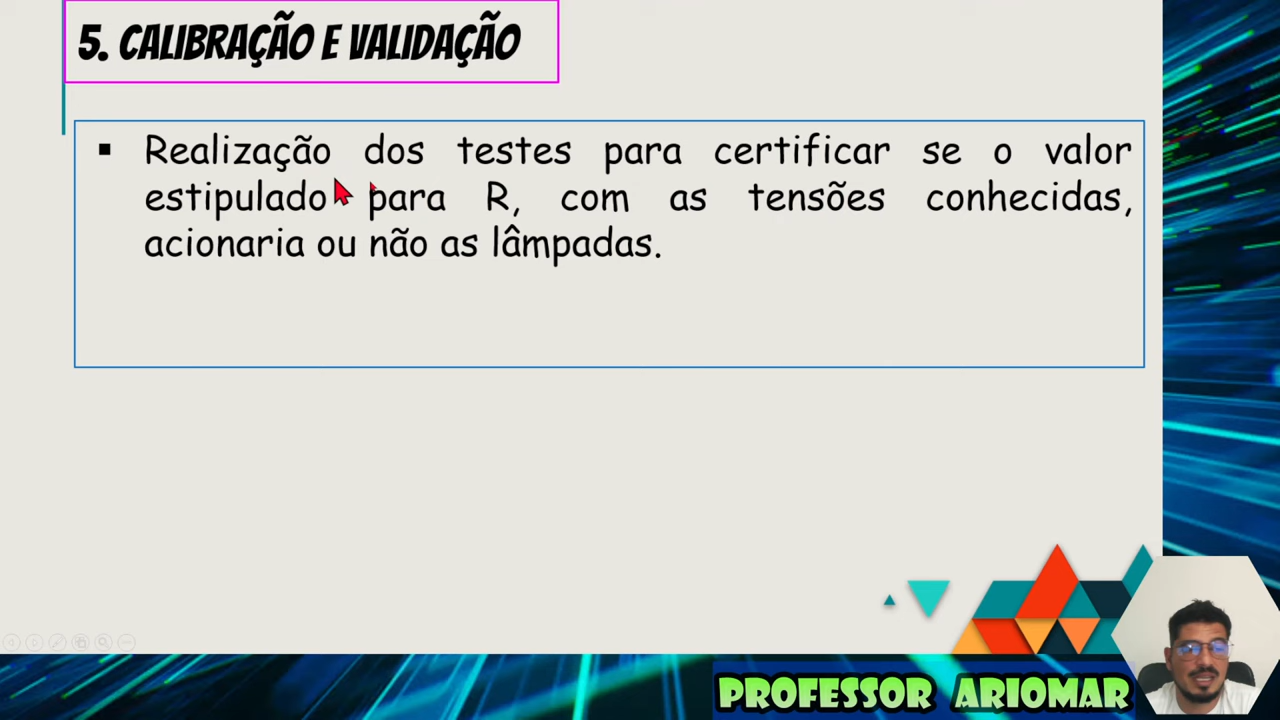 5. CALIBRAÇÃO E VALIDAÇÃO
▪ Realização dos testes para certificar se o valor
estipulado para R, com as tensões conhecidas,
acionaria ou não as lâmpadas.
PROFESSOR ARIOMAR